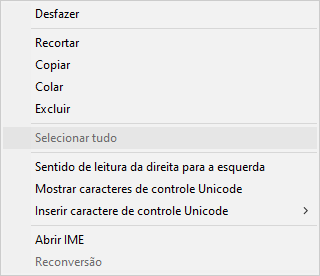 Desfazer
Recortar
Copiar
Colar
Excluir
Selecionar tudo
Sentido de leitura da direita para a esquerda
Mostrar caracteres de controle Unicode
Inserir caractere de controle Unicode
Abrir IME
Reconversão